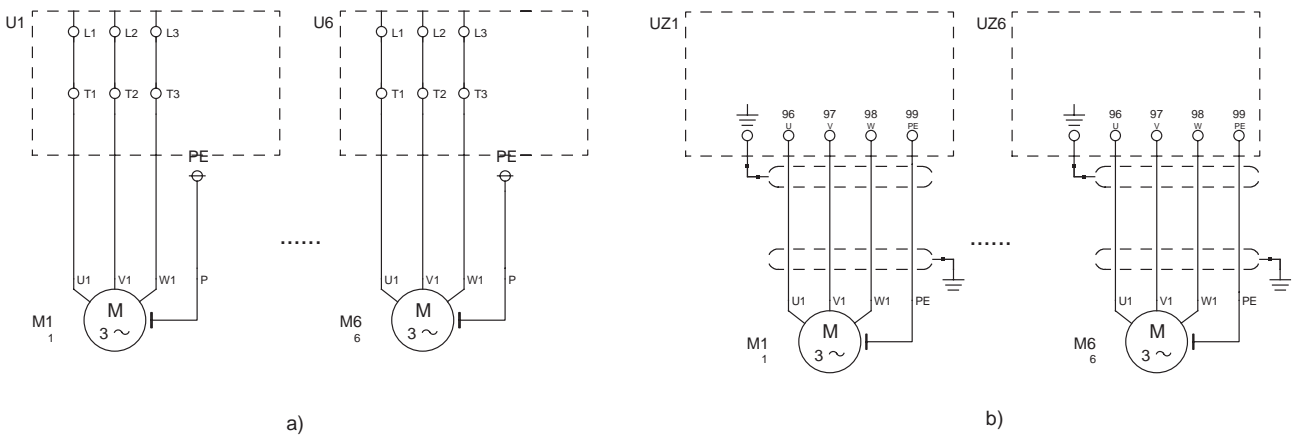 U1
L1 L2 L3
T1 T2 T3
PE
U1 V1 W1 P
M
3 ~
M1
1
......
U6
L1 L2 L3
T1 T2 T3
PE
U1 V1 W1 P
M
3 ~
M6
6
a)
UZ1
96 97 98 99
U V W PE
U1 V1 W1 PE
M
3 ~
M1
1
......
UZ6
96 97 98 99
U V W PE
U1 V1 W1 PE
M
3 ~
M6
6
b)